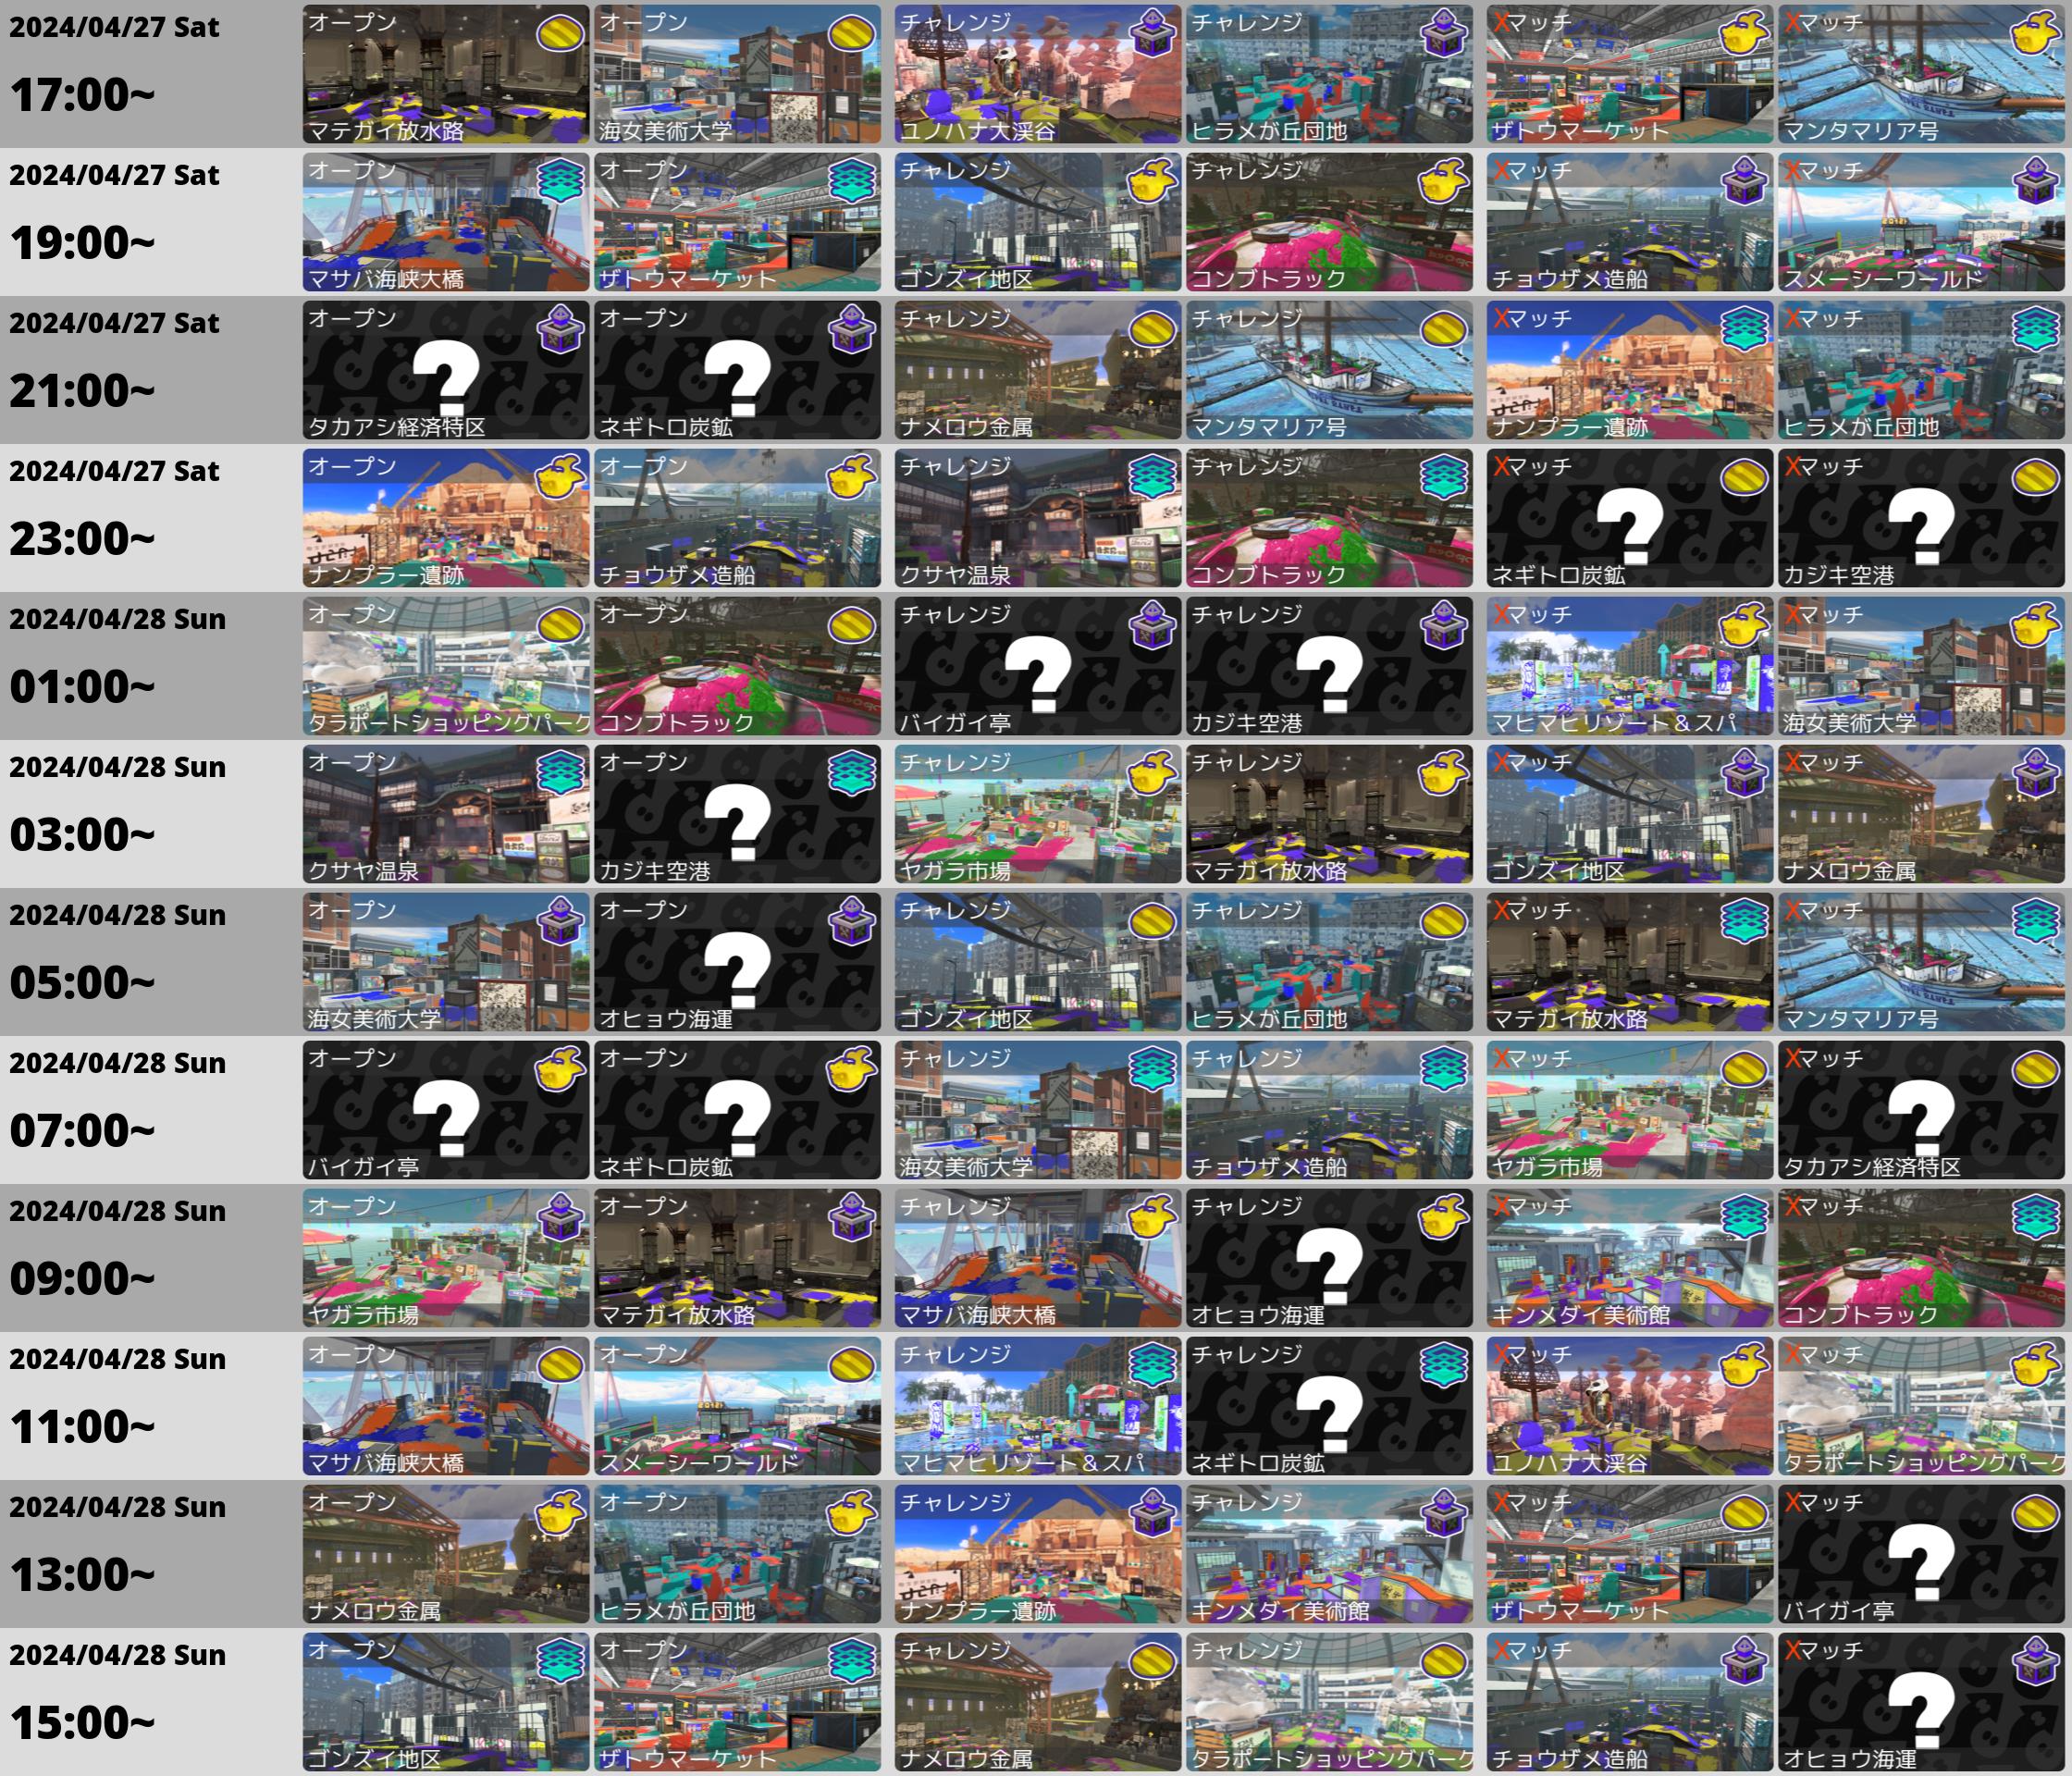 2024/04/27 Sat
17:00~
オープン
マテガイ放水路
オープン
海女美術大学
チャレンジ
ユノハナ大渓谷
チャレンジ
ヒラメが丘団地
Xマッチ
ザトウマーケット
Xマッチ
マンタマリア号
2024/04/27 Sat
19:00~
オープン
マサバ海峡大橋
オープン
ザトウマーケット
チャレンジ
ゴンズイ地区
チャレンジ
コンブトラック
Xマッチ
チョウザメ造船
Xマッチ
スメーシーワールド
2024/04/27 Sat
21:00~
オープン
タカアシ経済特区
オープン
ネギトロ炭鉱
チャレンジ
ナメロウ金属
チャレンジ
マンタマリア号
Xマッチ
ナンプラー遺跡
Xマッチ
ヒラメが丘団地
2024/04/27 Sat
23:00~
オープン
ナンプラー遺跡
オープン
チョウザメ造船
チャレンジ
クサヤ温泉
チャレンジ
コンブトラック
Xマッチ
ネギトロ炭鉱
Xマッチ
カジキ空港
2024/04/28 Sun
01:00~
オープン
タラポートショッピングパーク
オープン
コンブトラック
チャレンジ
バイガイ亭
チャレンジ
カジキ空港
Xマッチ
マヒマヒリゾート＆スパ
Xマッチ
海女美術大学
2024/04/28 Sun
03:00~
オープン
クサヤ温泉
オープン
カジキ空港
チャレンジ
ヤガラ市場
チャレンジ
マテガイ放水路
Xマッチ
ゴンズイ地区
Xマッチ
ナメロウ金属
2024/04/28 Sun
05:00~
オープン
海女美術大学
オープン
オヒョウ海運
チャレンジ
ゴンズイ地区
チャレンジ
ヒラメが丘団地
Xマッチ
マテガイ放水路
Xマッチ
マンタマリア号
2024/04/28 Sun
07:00~
オープン
バイガイ亭
オープン
ネギトロ炭鉱
チャレンジ
海女美術大学
チャレンジ
チョウザメ造船
Xマッチ
ヤガラ市場
Xマッチ
タカアシ経済特区
2024/04/28 Sun
09:00~
オープン
ヤガラ市場
オープン
マテガイ放水路
チャレンジ
マサバ海峡大橋
チャレンジ
オヒョウ海運
Xマッチ
キンメダイ美術館
Xマッチ
コンブトラック
2024/04/28 Sun
11:00~
オープン
マサバ海峡大橋
オープン
スメーシーワールド
チャレンジ
マヒマヒリゾート＆スパ
チャレンジ
ネギトロ炭鉱
Xマッチ
ユノハナ大渓谷
Xマッチ
タラポートショッピングパーク
2024/04/28 Sun
13:00~
オープン
ナメロウ金属
オープン
ヒラメが丘団地
チャレンジ
ナンプラー遺跡
チャレンジ
キンメダイ美術館
Xマッチ
ザトウマーケット
Xマッチ
バイガイ亭
2024/04/28 Sun
15:00~
オープン
ゴンズイ地区
オープン
ザトウマーケット
チャレンジ
ナメロウ金属
チャレンジ
タラポートショッピングパーク
Xマッチ
チョウザメ造船
Xマッチ
オヒョウ海運